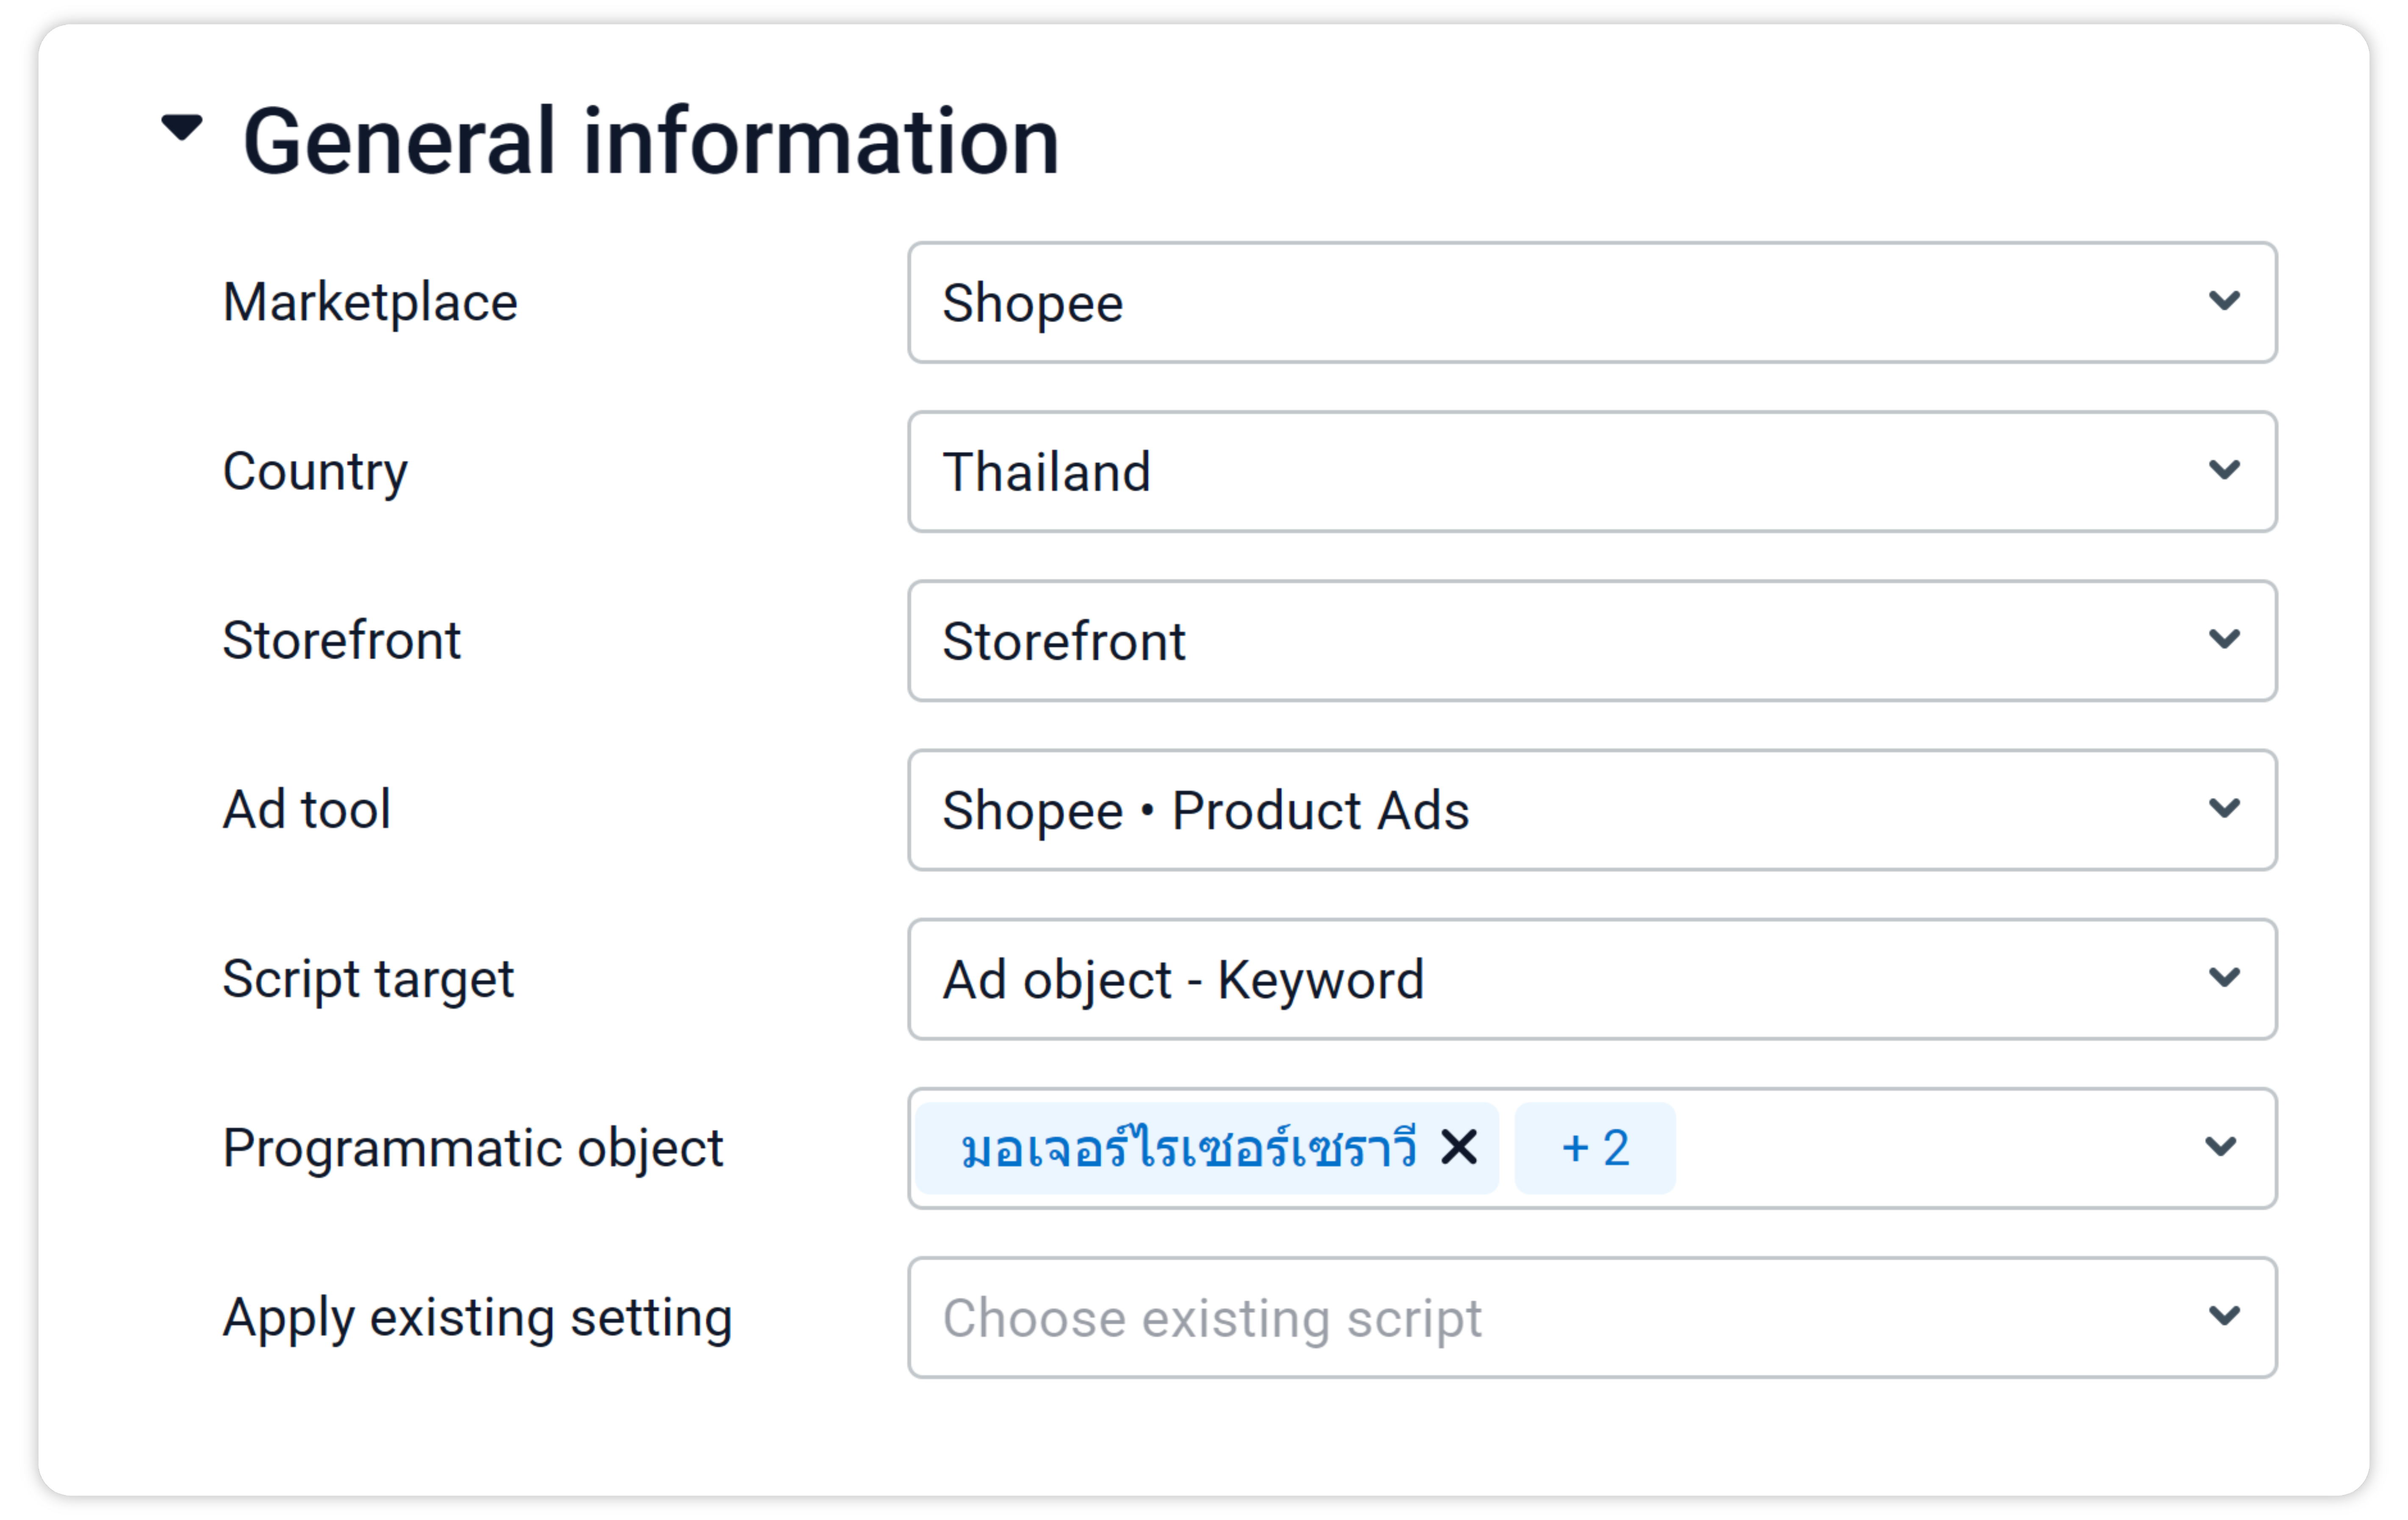 General information
Marketplace Shopee
Country Thailand
Storefront Storefront
Ad tool Shopee • Product Ads
Script target Ad object - Keyword
Programmatic object มอเจอร์ไรเซอร์เซราวี + 2
Apply existing setting Choose existing script